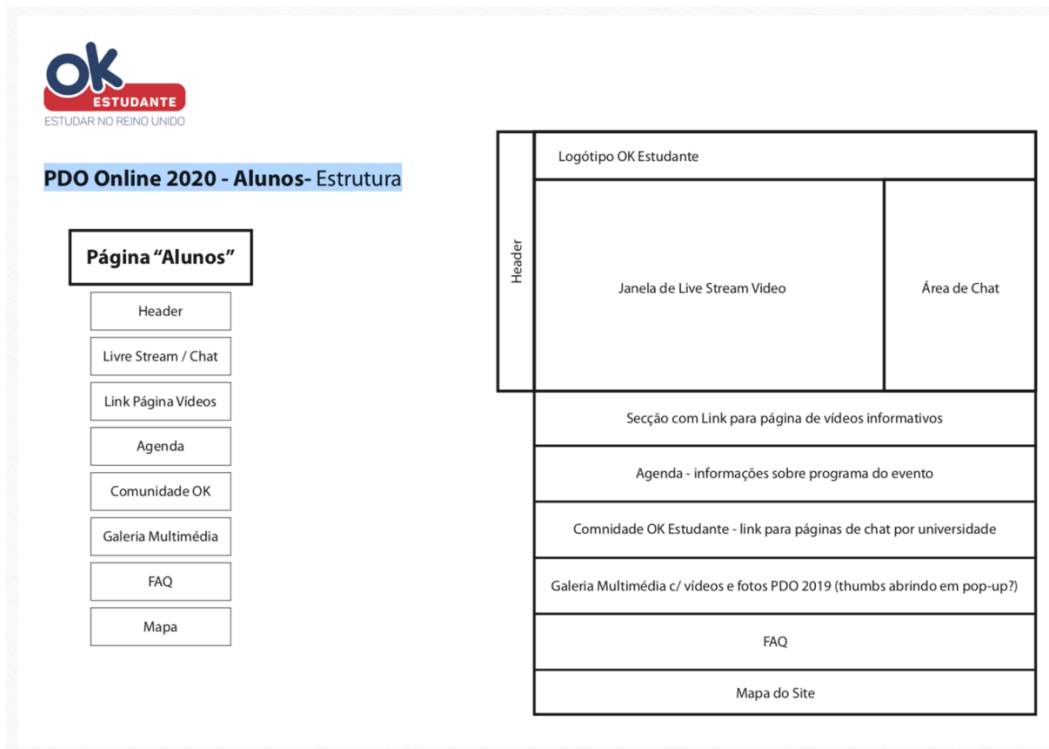 OK
ESTUDANTE
ESTUDAR NO REINO UNIDO
PDO Online 2020 - Alunos- Estrutura
Página “Alunos”
Header
Livre Stream / Chat
Link Página Vídeos
Agenda
Comunidade OK
Galeria Multimédia
FAQ
Mapa
Header
Logótipo OK Estudante
Janela de Live Stream Video
Área de Chat
Secção com Link para página de vídeos informativos
Agenda - informações sobre programa do evento
Comnidade OK Estudante - link para páginas de chat por universidade
Galeria Multimédia c/ vídeos e fotos PDO 2019 (thumbs abrindo em pop-up?)
FAQ
Mapa do Site